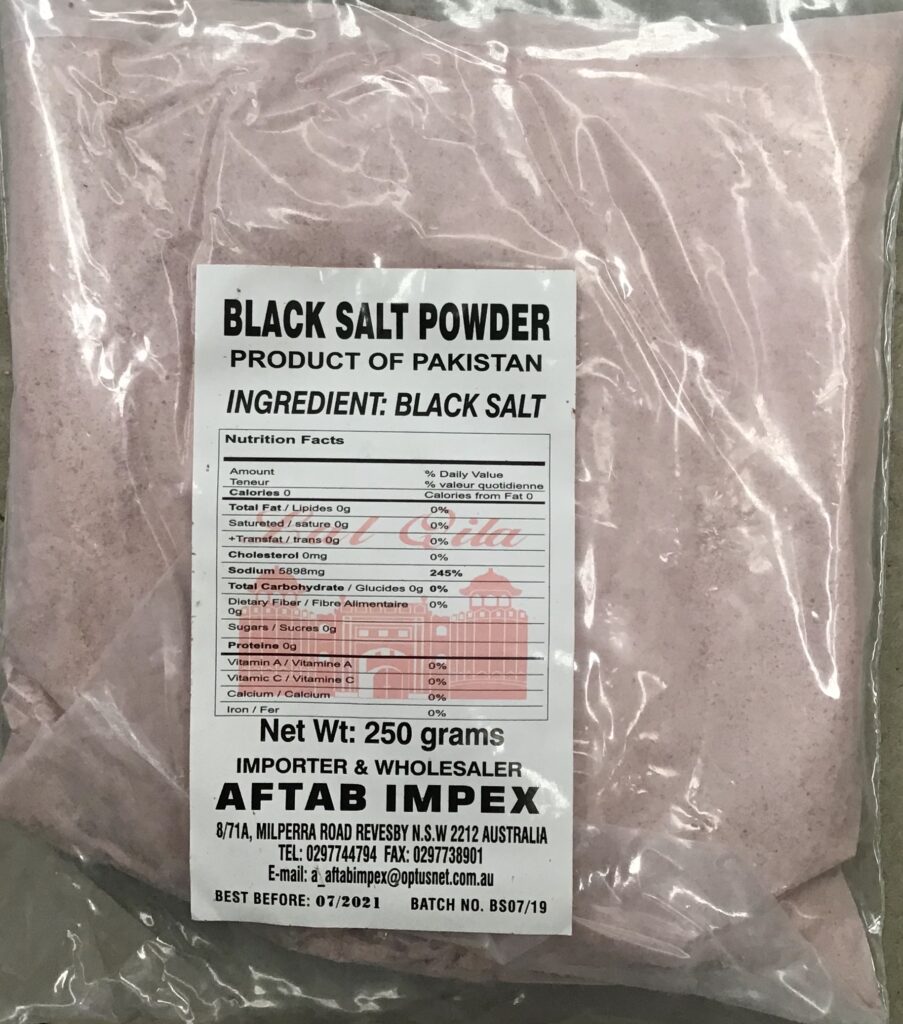 BLACK SALT POWDER
PRODUCT OF PAKISTAN
INGREDIENT: BLACK SALT
Nutrition Facts
Amount % Daily Value
Teneur % valeur quotidienne
Calories 0 Calories from Fat 0
Total Fat / Lipides 0g 0%
Satureted / sature 0g 0%
Lal Qila
+Transfat / trans 0g 0%
Cholesterol 0mg 0%
Sodium 5898mg 245%
Total Carbohydrate / Glucides 0g 0%
Dietary Fiber / Fibre Alimentaire 0%
0g
Sugars / Sucres 0g
Proteine 0g
Vitamin A / Vitamine A 0%
Vitamic C / Vitamine C 0%
Calcium / Calcium 0%
Iron / Fer 0%
Net Wt: 250 grams
IMPORTER & WHOLESALER
AFTAB IMPEX
8/71A, MILPERRA ROAD REVESBY N.S.W 2212 AUSTRALIA
TEL: 0297744794 FAX: 0297738901
E-mail: a_aftabimpex@optusnet.com.au
BEST BEFORE: 07/2021 BATCH NO. BS07/19